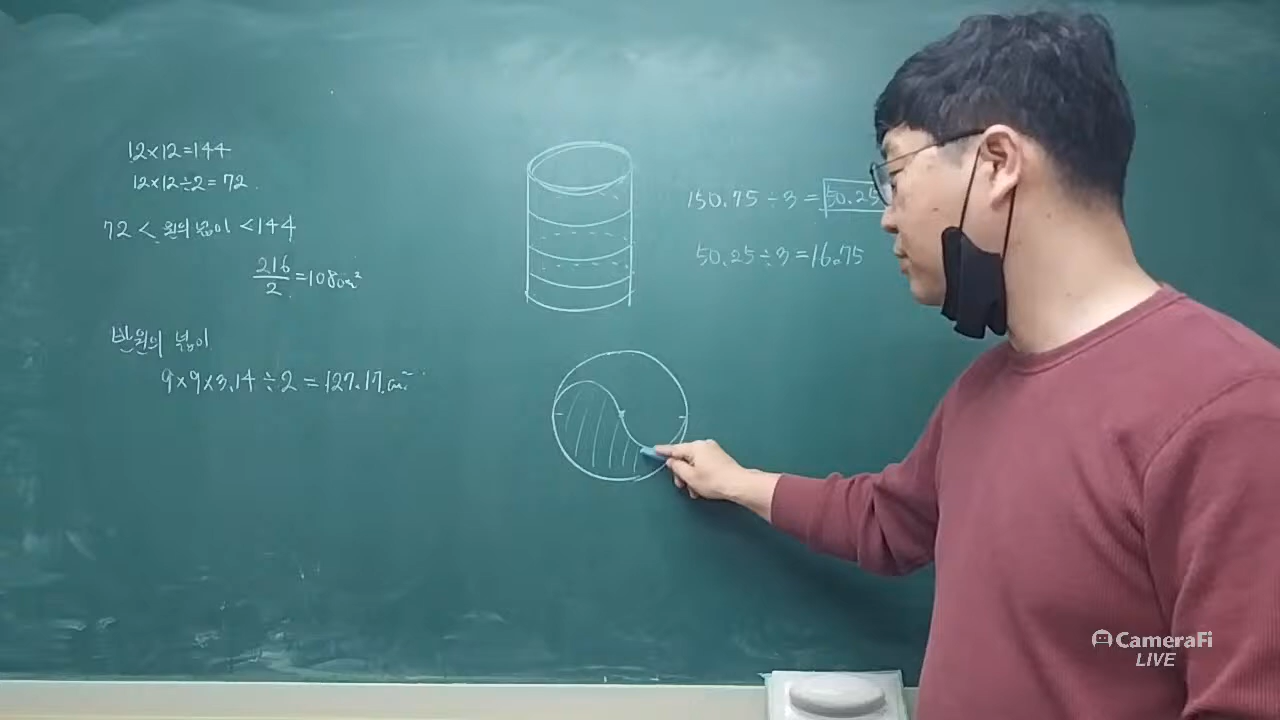 12×12=144
12×12÷2=72.
72 < 원의 넓이 <144
216/2=108cm²
반원의 넓이
9×9×3.14÷2=127.17cm²
150.75÷3=50.25
50.25÷3=16.75
CameraFi
LIVE